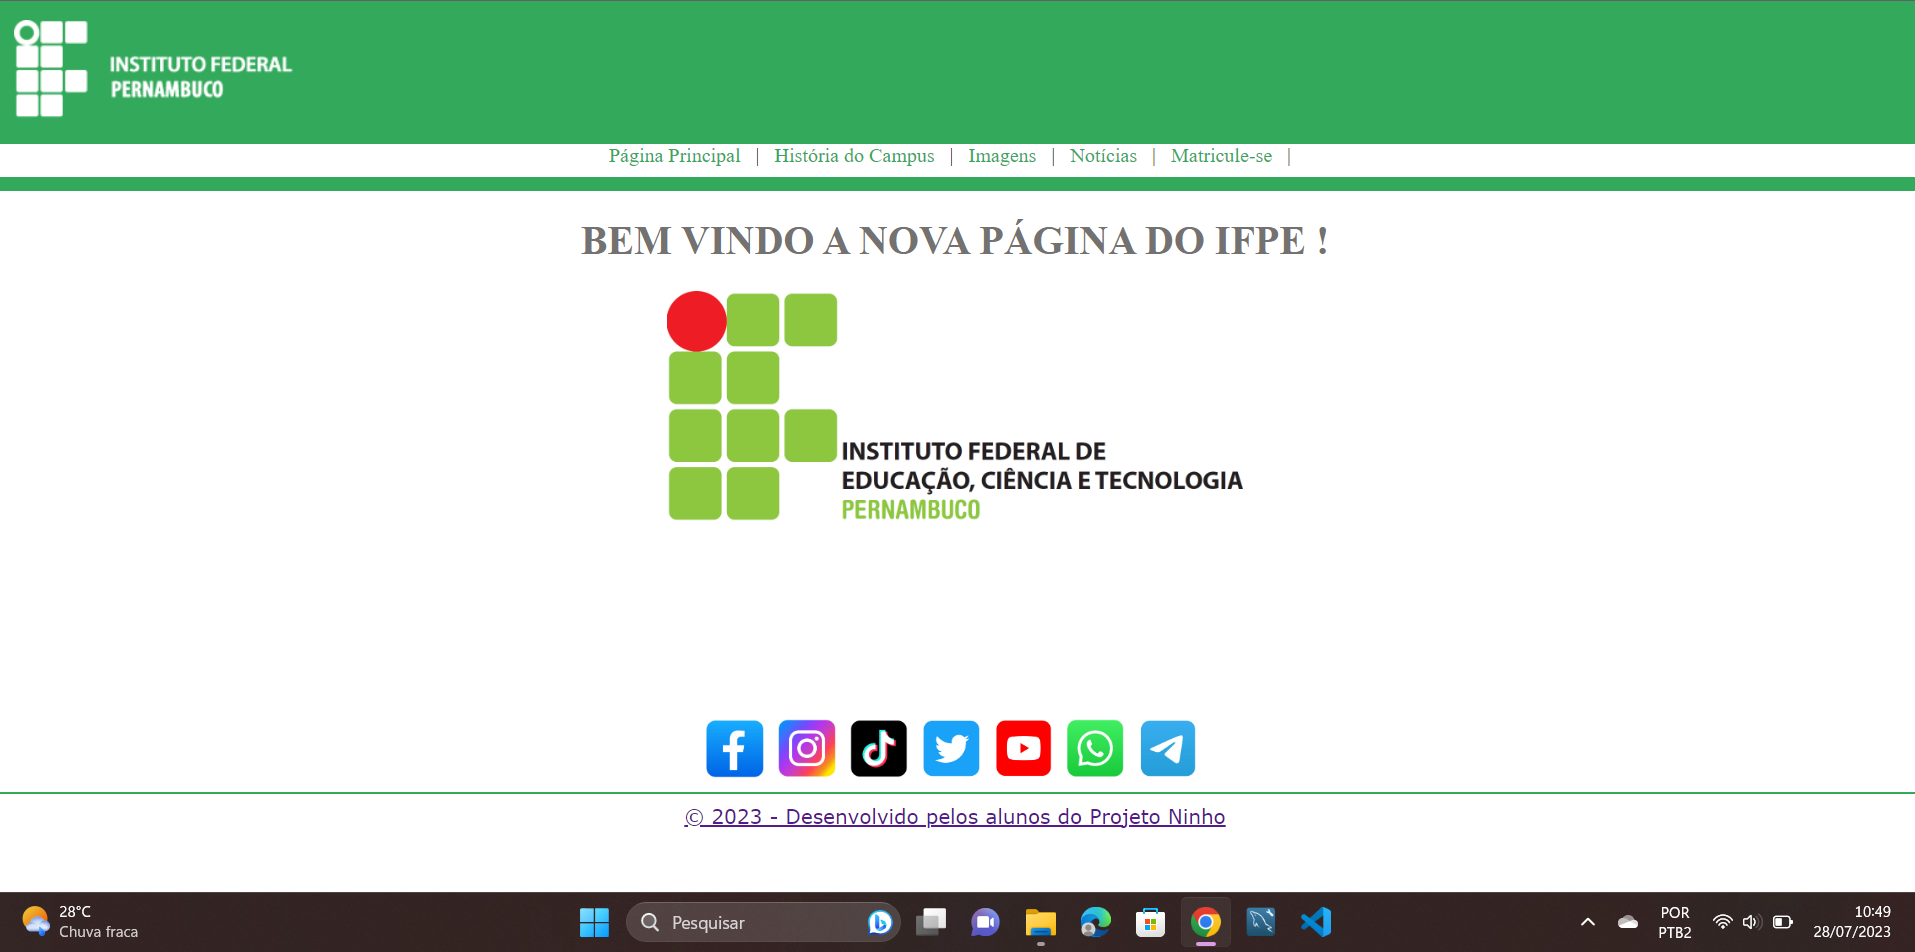 INSTITUTO FEDERAL
PERNAMBUCO
Página Principal | História do Campus | Imagens | Notícias | Matricule-se |
BEM VINDO A NOVA PÁGINA DO IFPE !
INSTITUTO FEDERAL DE
EDUCAÇÃO, CIÊNCIA E TECNOLOGIA
PERNAMBUCO
© 2023 - Desenvolvido pelos alunos do Projeto Ninho
28°C
Chuva fraca
Pesquisar
POR
PTB2
10:49
28/07/2023